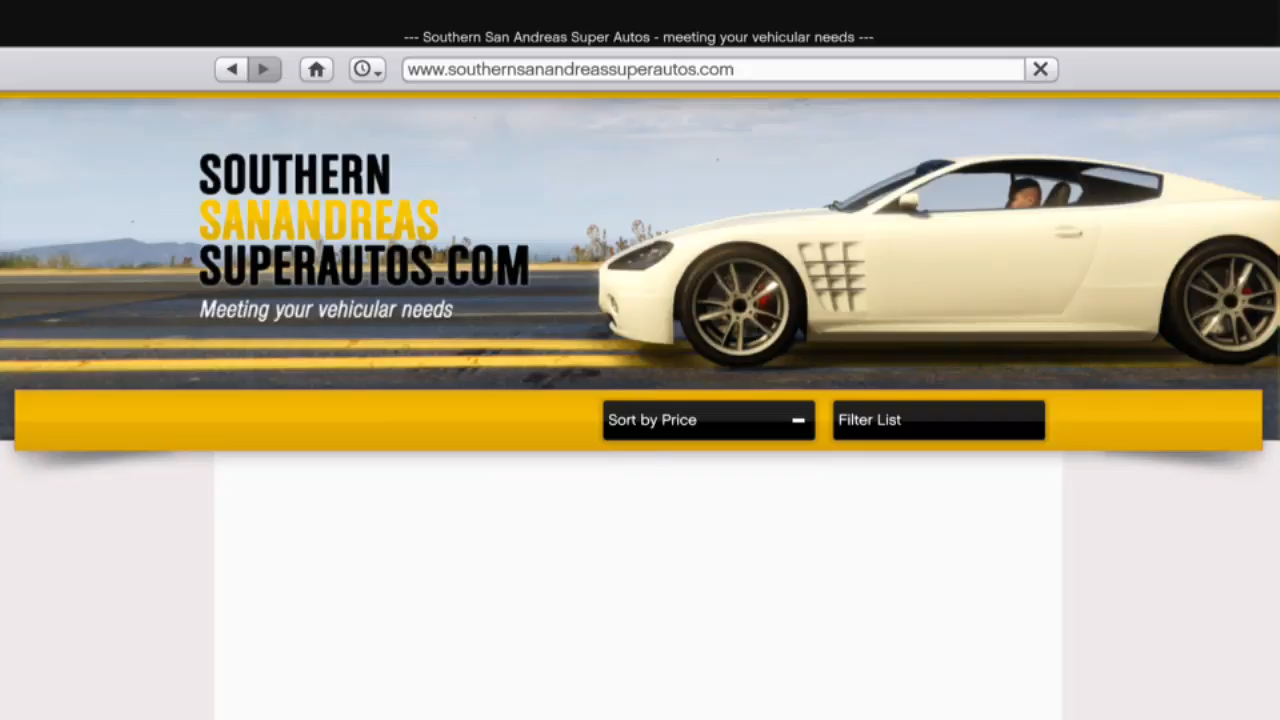 --- Southern San Andreas Super Autos - meeting your vehicular needs ---
www.southernsanandreassuperautos.com
SOUTHERN
SANANDREAS
SUPERAUTOS.COM
Meeting your vehicular needs
Sort by Price
Filter List